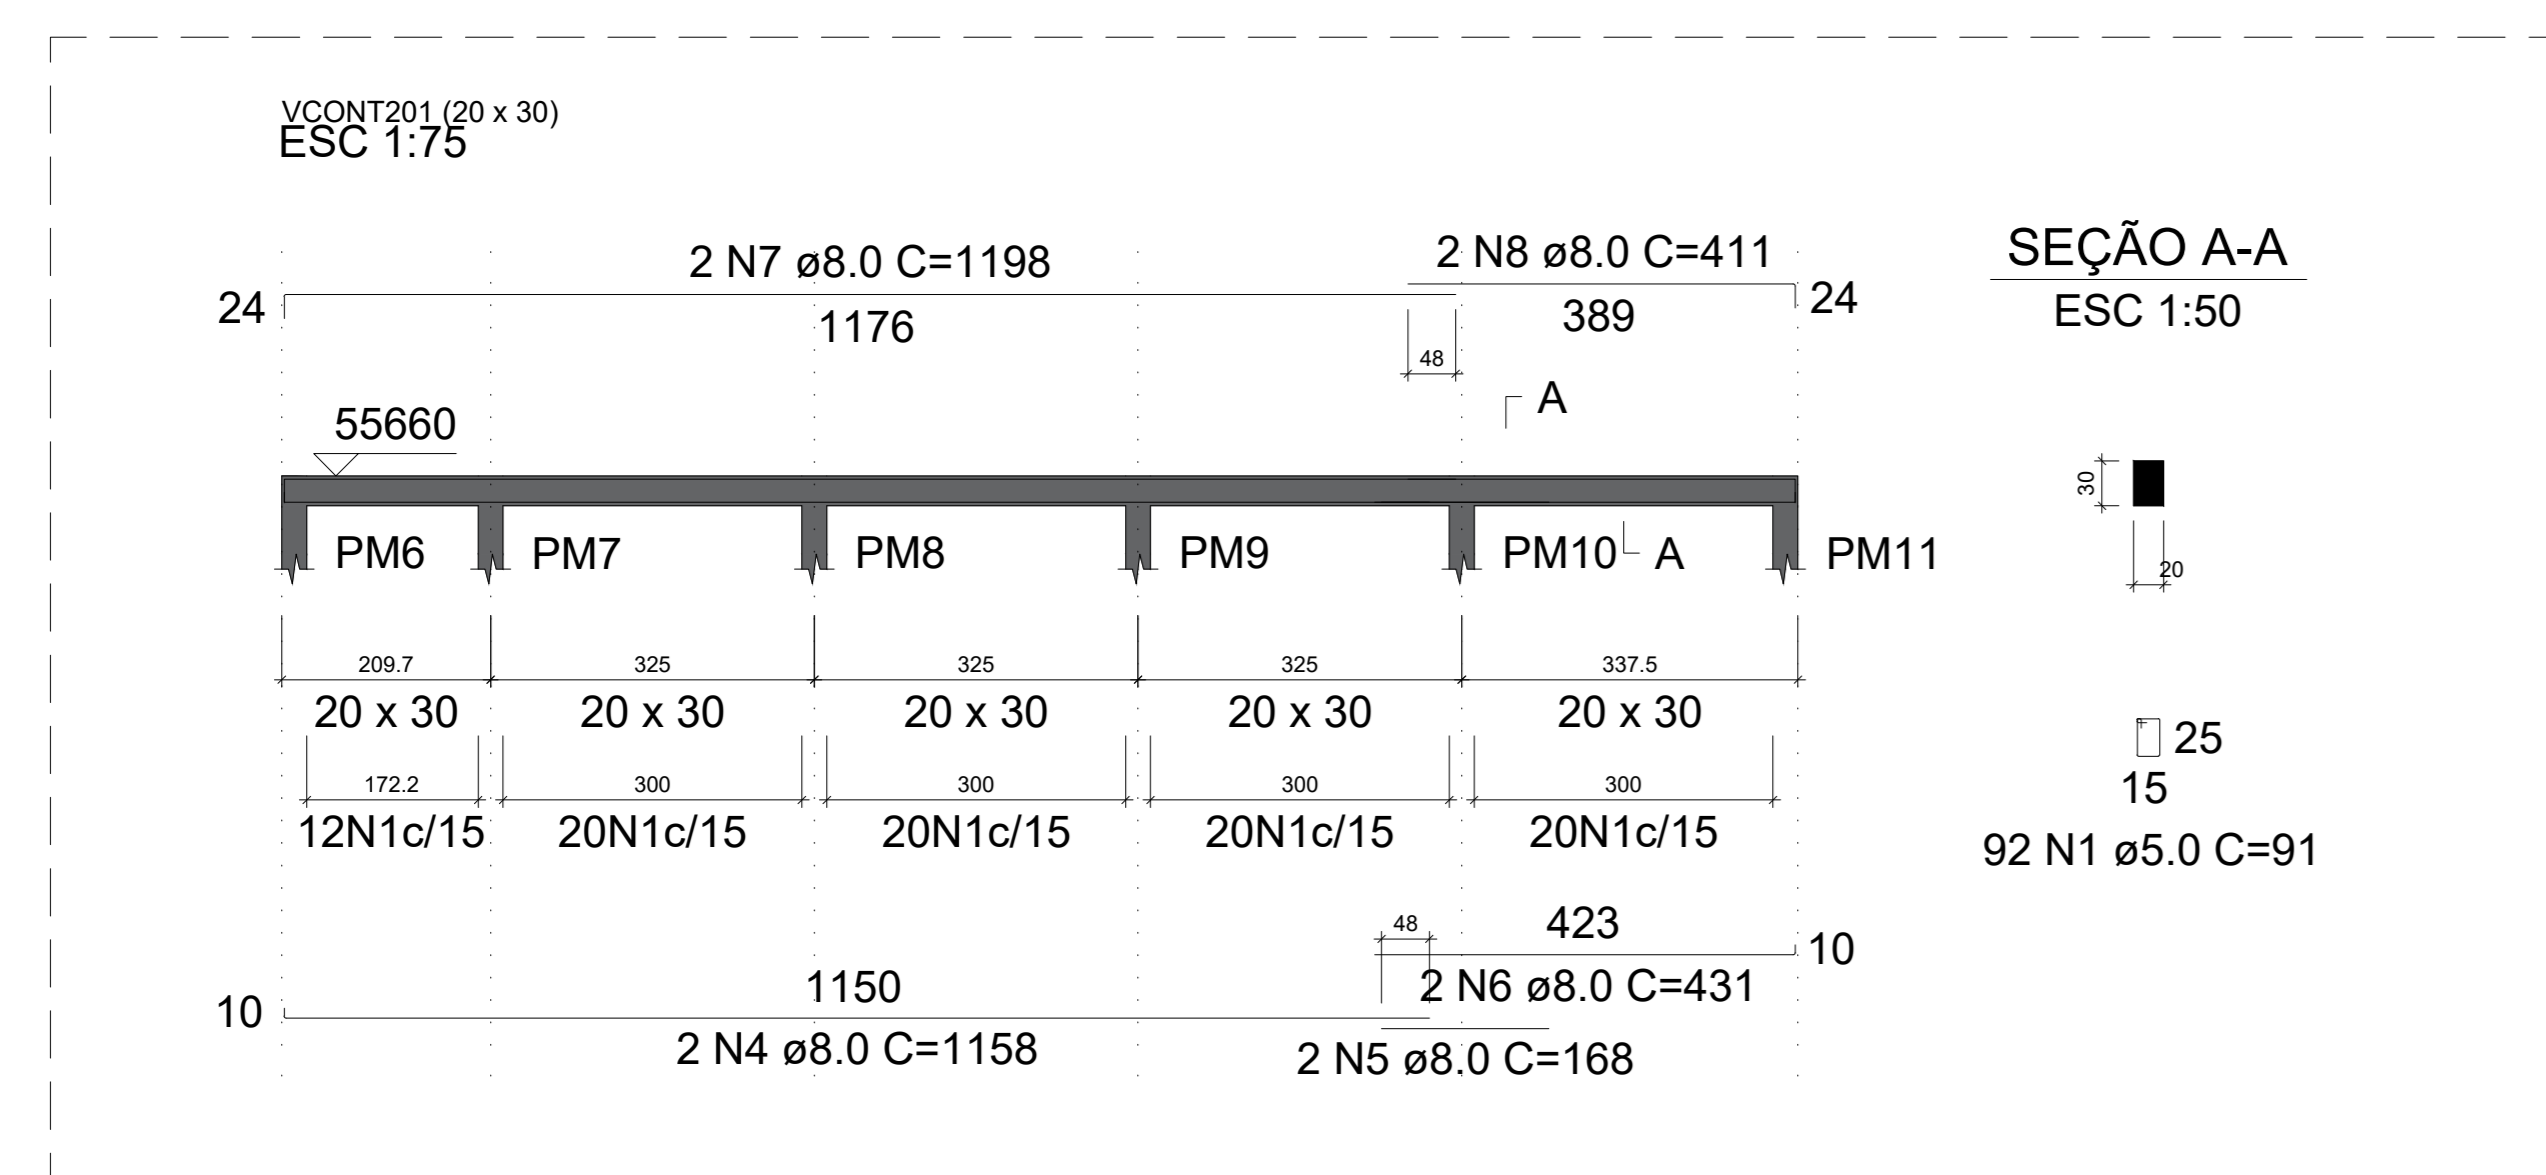 VCONT201 (20 x 30)
ESC 1:75
2 N7 ø8.0 C=1198
2 N8 ø8.0 C=411
SEÇÃO A-A
24
1176
389
24
ESC 1:50
48
A
55660
30
PM6
PM7
PM8
PM9
PM10
A
PM11
20
209.7
325
325
325
337.5
20 x 30
20 x 30
20 x 30
20 x 30
20 x 30
25
172.2
300
300
300
300
15
12N1c/15
20N1c/15
20N1c/15
20N1c/15
20N1c/15
92 N1 ø5.0 C=91
48
423
10
1150
2 N6 ø8.0 C=431
10
2 N4 ø8.0 C=1158
2 N5 ø8.0 C=168